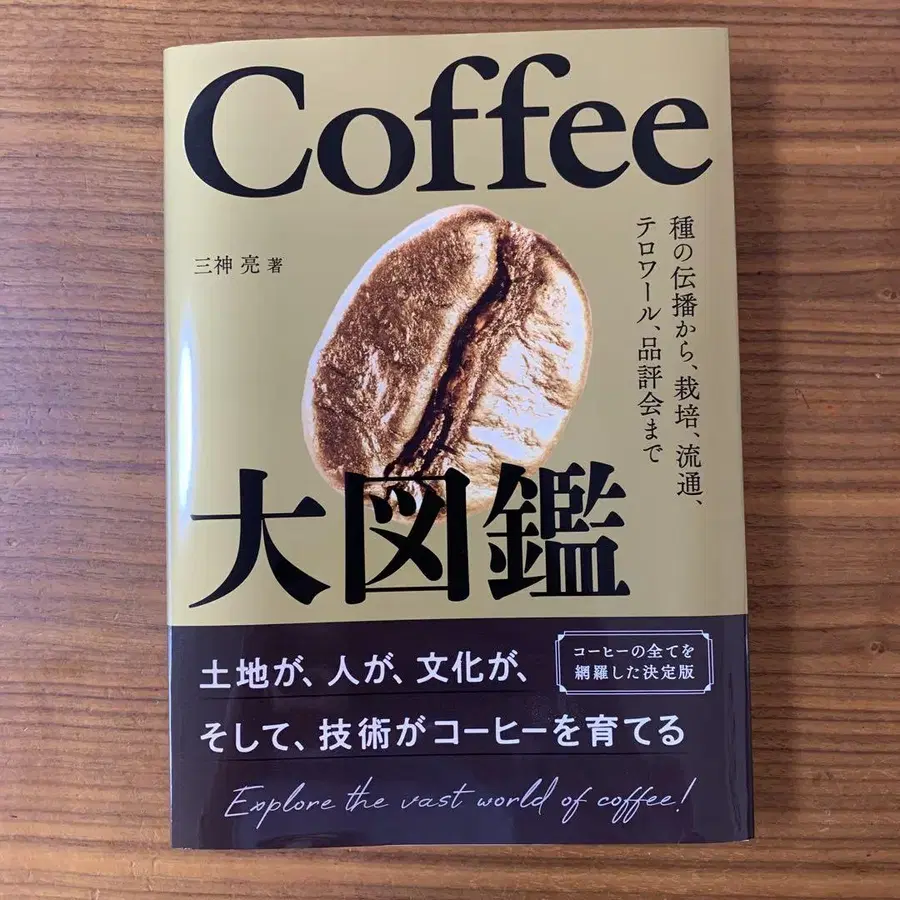 Coffee
種の伝播から、栽培、流通、
テロワール、品評会まで
三神 亮 著
大図鑑
土地が、人が、文化が、
コーヒーの全てを
網羅した決定版
そして、技術がコーヒーを育てる
Explore the vast world of coffee!